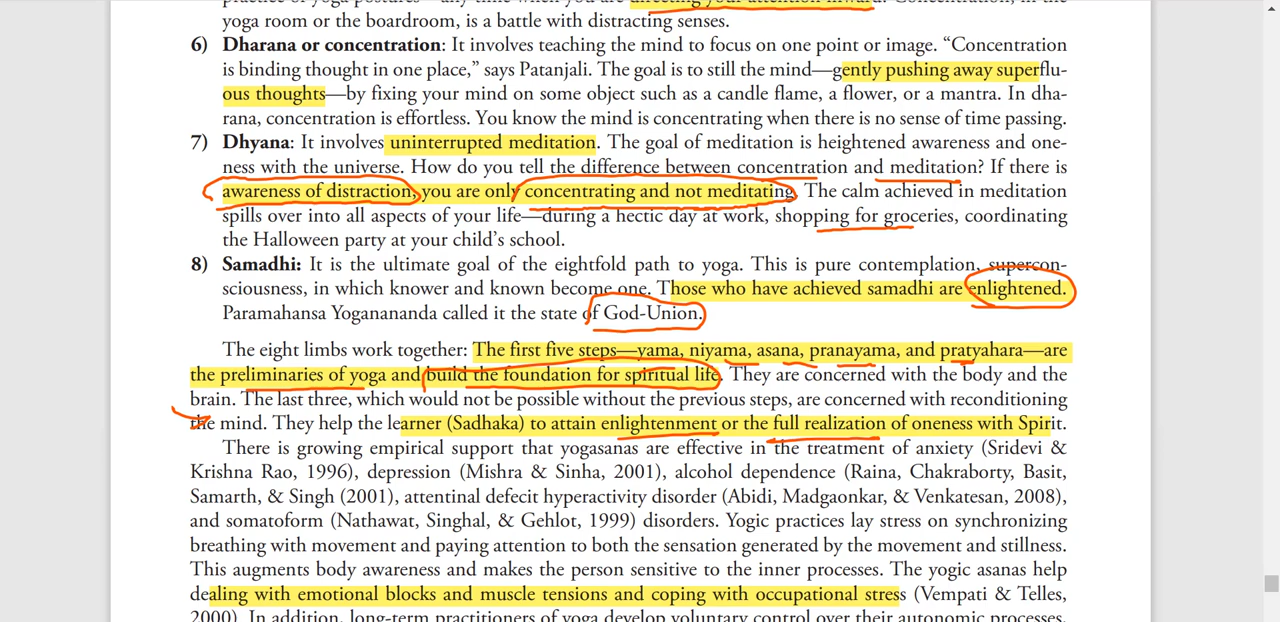 yoga room or the boardroom, is a battle with distracting senses.
6) Dharana or concentration: It involves teaching the mind to focus on one point or image. “Concentration
is binding thought in one place,” says Patanjali. The goal is to still the mind—gently pushing away superflu-
ous thoughts—by fixing your mind on some object such as a candle flame, a flower, or a mantra. In dha-
rana, concentration is effortless. You know the mind is concentrating when there is no sense of time passing.
7) Dhyana: It involves uninterrupted meditation. The goal of meditation is heightened awareness and one-
ness with the universe. How do you tell the difference between concentration and meditation? If there is
awareness of distraction, you are only concentrating and not meditating. The calm achieved in meditation
spills over into all aspects of your life—during a hectic day at work, shopping for groceries, coordinating
the Halloween party at your child’s school.
8) Samadhi: It is the ultimate goal of the eightfold path to yoga. This is pure contemplation, supercon-
sciousness, in which knower and known become one. Those who have achieved samadhi are enlightened.
Paramahansa Yoganananda called it the state of God-Union.
The eight limbs work together: The first five steps—yama, niyama, asana, pranayama, and pratyahara—are
the preliminaries of yoga and build the foundation for spiritual life. They are concerned with the body and the
brain. The last three, which would not be possible without the previous steps, are concerned with reconditioning
the mind. They help the learner (Sadhaka) to attain enlightenment or the full realization of oneness with Spirit.
There is growing empirical support that yogasanas are effective in the treatment of anxiety (Sridevi &
Krishna Rao, 1996), depression (Mishra & Sinha, 2001), alcohol dependence (Raina, Chakraborty, Basit,
Samarth, & Singh (2001), attentinal defecit hyperactivity disorder (Abidi, Madgaonkar, & Venkatesan, 2008),
and somatoform (Nathawat, Singhal, & Gehlot, 1999) disorders. Yogic practices lay stress on synchronizing
breathing with movement and paying attention to both the sensation generated by the movement and stillness.
This augments body awareness and makes the person sensitive to the inner processes. The yogic asanas help
dealing with emotional blocks and muscle tensions and coping with occupational stress (Vempati & Telles,
2000). In addition, long-term practitioners of yoga develop voluntary control over their autonomic processes,